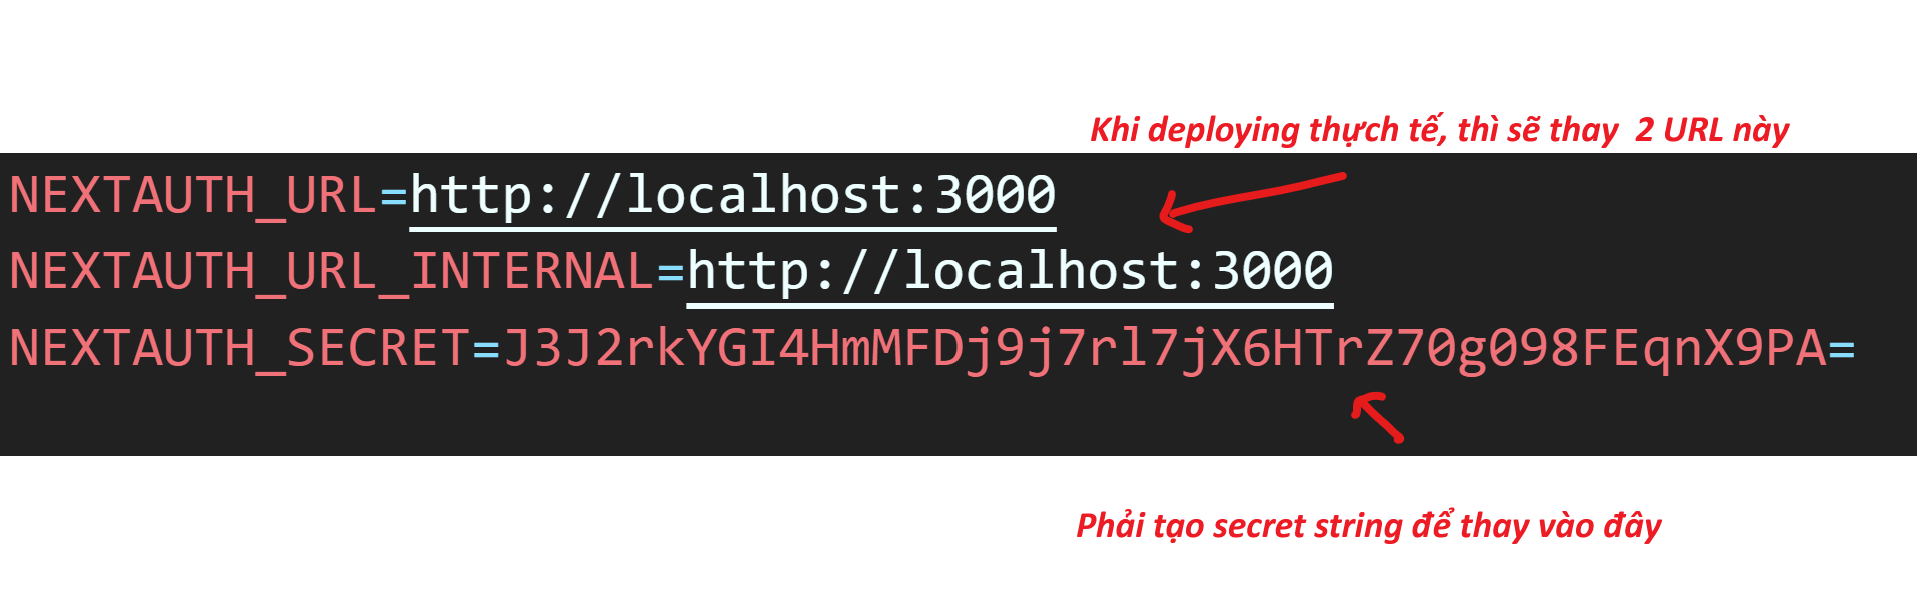 Khi deploying thựch tế, thì sẽ thay 2 URL này
NEXTAUTH_URL=http://localhost:3000
NEXTAUTH_URL_INTERNAL=http://localhost:3000
NEXTAUTH_SECRET=J3J2rkYGI4HmMFDj9j7rl7jX6HTrZ70g098FEqnX9PA=
Phải tạo secret string để thay vào đây